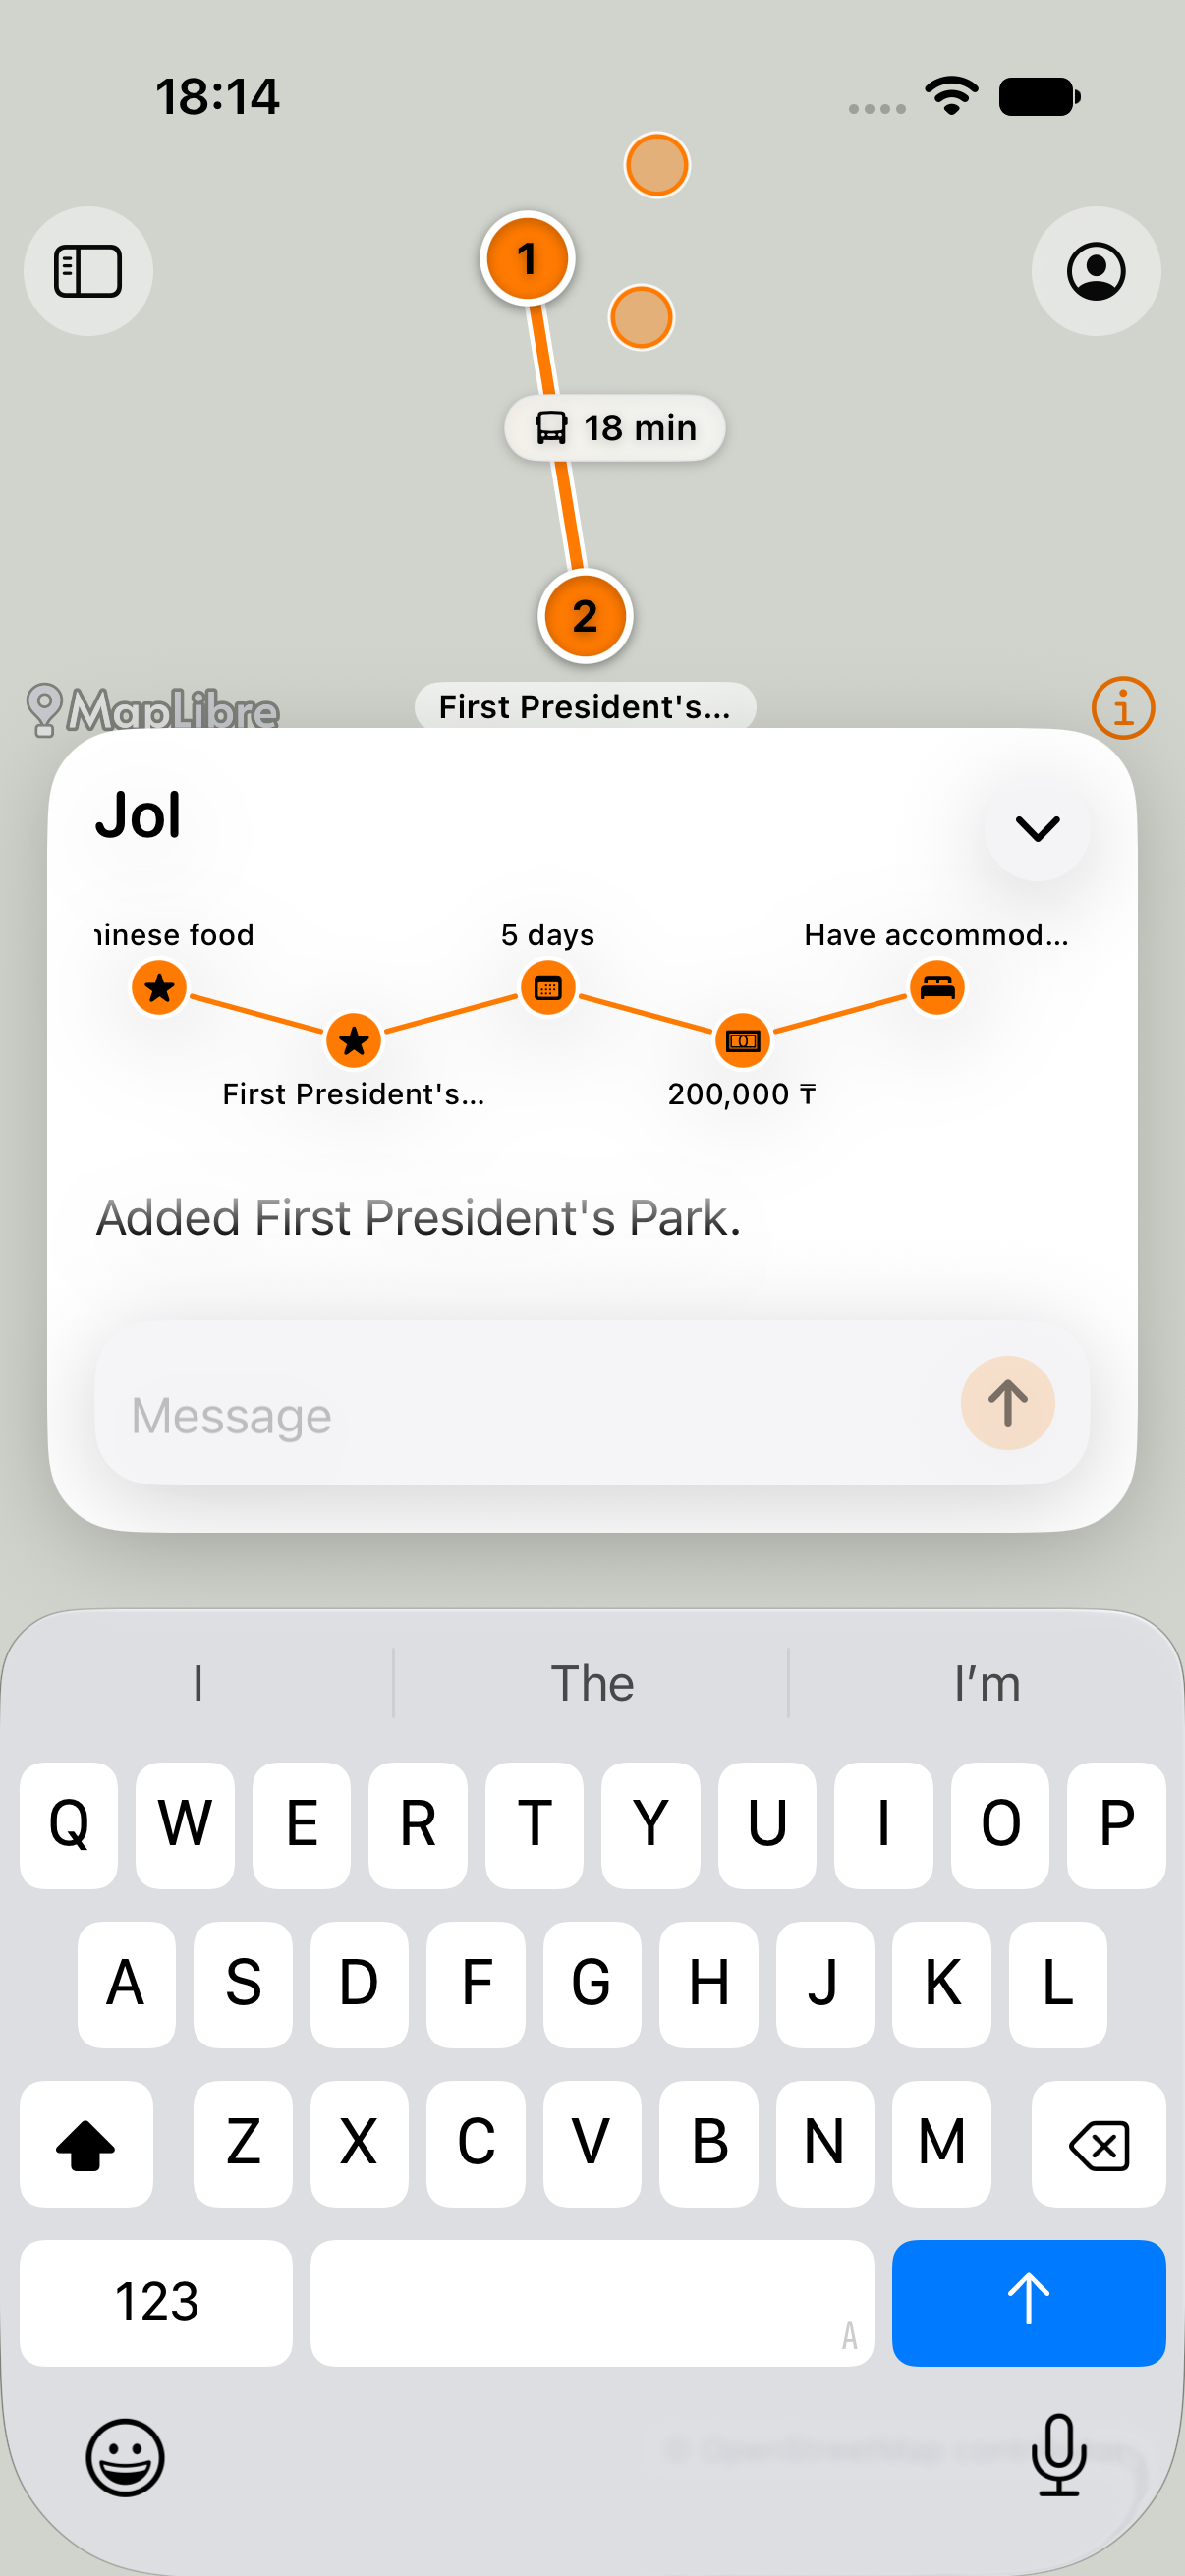 18:14
1
18 min
2
MapLibre
First President's...
Jol
inese food
5 days
Have accommod...
First President's...
200,000 ₸
Added First President's Park.
Message
I
The
I'm
Q W E R T Y U I O P
A S D F G H J K L
Z X C V B N M
123
A